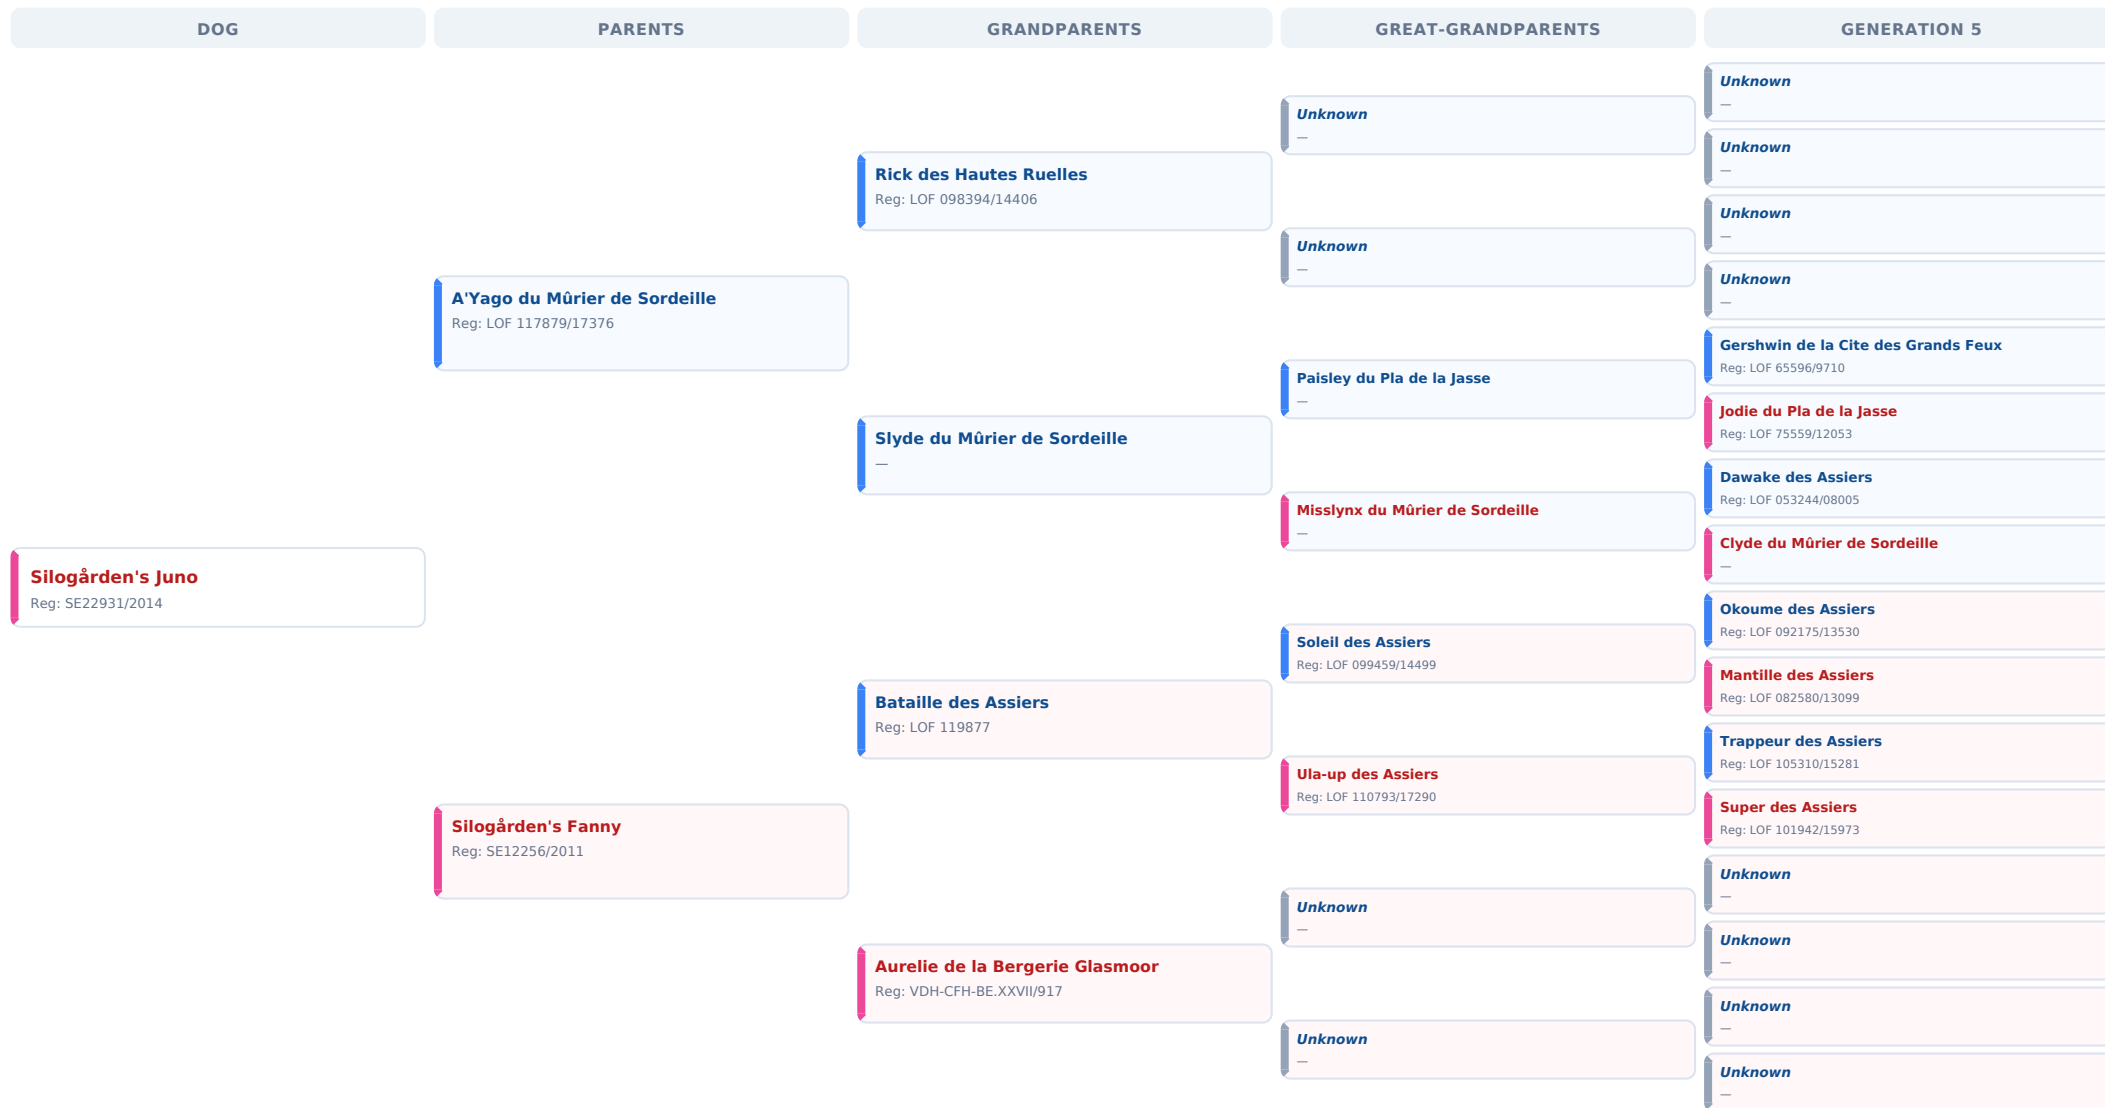 DOG
PARENTS
GRANDPARENTS
GREAT-GRANDPARENTS
GENERATION 5
Silogården's Juno
Reg: SE22931/2014
A'Yago du Mûrier de Sordeille
Reg: LOF 117879/17376
Silogården's Fanny
Reg: SE12256/2011
Rick des Hautes Ruelles
Reg: LOF 098394/14406
Slyde du Mûrier de Sordeille
—
Bataille des Assiers
Reg: LOF 119877
Aurelie de la Bergerie Glasmoor
Reg: VDH-CFH-BE.XXVII/917
Unknown
—
Unknown
—
Paisley du Pla de la Jasse
—
Misslynx du Mûrier de Sordeille
—
Soleil des Assiers
Reg: LOF 099459/14499
Ula-up des Assiers
Reg: LOF 110793/17290
Unknown
—
Unknown
—
Unknown
—
Unknown
—
Unknown
—
Unknown
—
Gershwin de la Cite des Grands Feux
Reg: LOF 65596/9710
Jodie du Pla de la Jasse
Reg: LOF 75559/12053
Dawake des Assiers
Reg: LOF 053244/08005
Clyde du Mûrier de Sordeille
—
Okoume des Assiers
Reg: LOF 092175/13530
Mantille des Assiers
Reg: LOF 082580/13099
Trappeur des Assiers
Reg: LOF 105310/15281
Super des Assiers
Reg: LOF 101942/15973
Unknown
—
Unknown
—
Unknown
—
Unknown
—